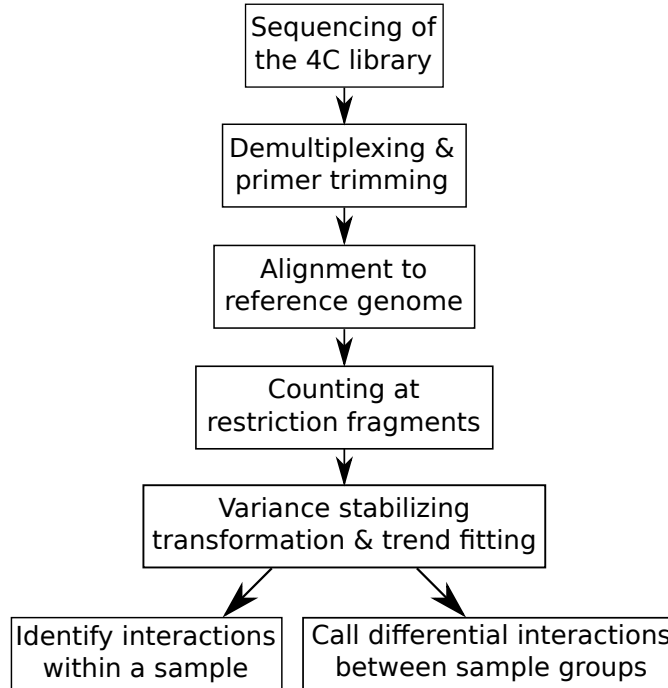 Sequencing of
the 4C library
Demultiplexing &
primer trimming
Alignment to
reference genome
Counting at
restriction fragments
Variance stabilizing
transformation & trend fitting
Identify interactions
within a sample
Call differential interactions
between sample groups